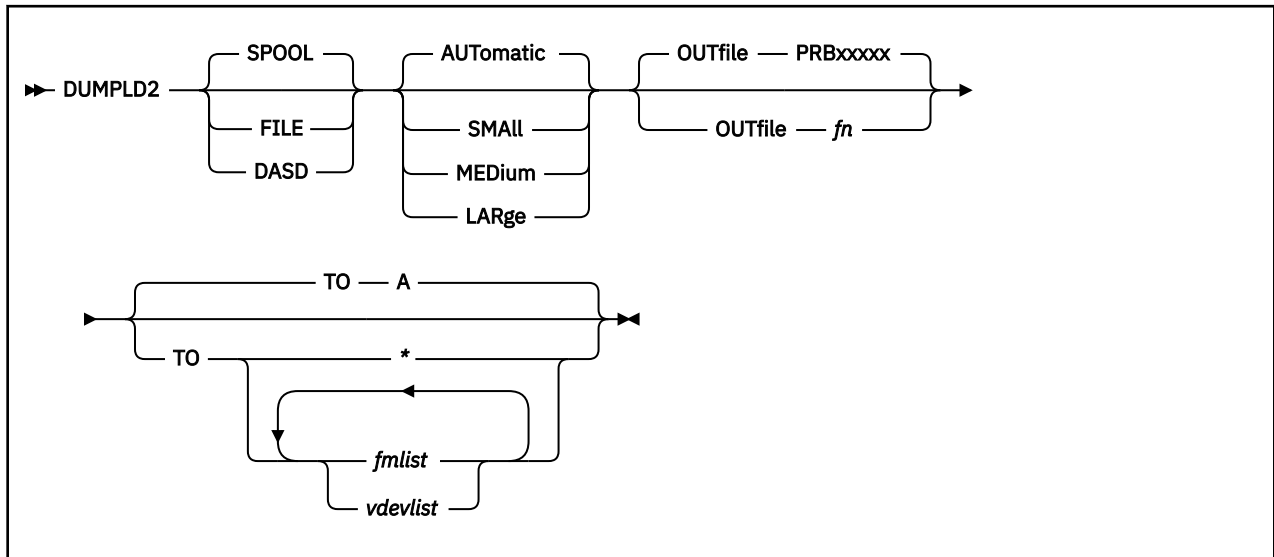 SPOOL AUTomatic OUTfile PRBxxxxx
DUMPLD2
FILE SMAll OUTfile fn
DASD MEDium
LARge
TO A
TO *
fmlist
vdevlist